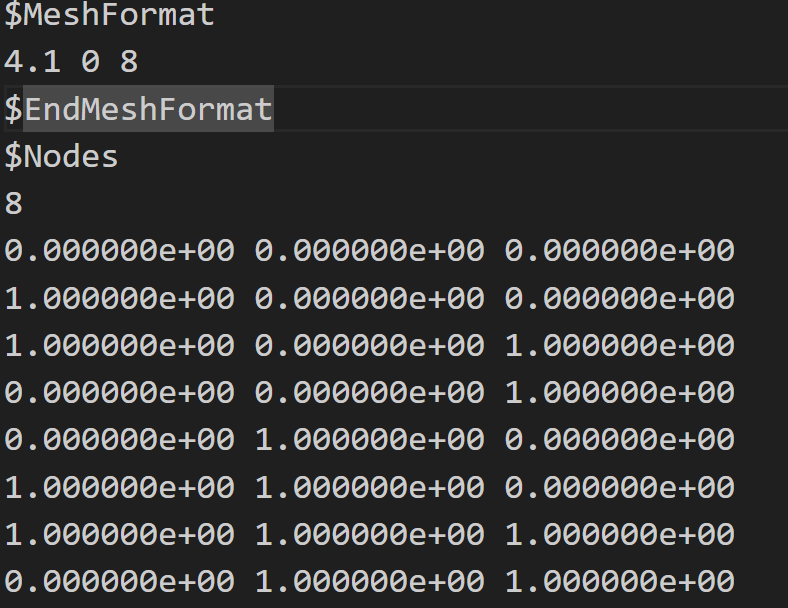 $MeshFormat
4.1 0 8
$EndMeshFormat
$Nodes
8
0.000000e+00 0.000000e+00 0.000000e+00
1.000000e+00 0.000000e+00 0.000000e+00
1.000000e+00 0.000000e+00 1.000000e+00
0.000000e+00 0.000000e+00 1.000000e+00
0.000000e+00 1.000000e+00 0.000000e+00
1.000000e+00 1.000000e+00 0.000000e+00
1.000000e+00 1.000000e+00 1.000000e+00
0.000000e+00 1.000000e+00 1.000000e+00